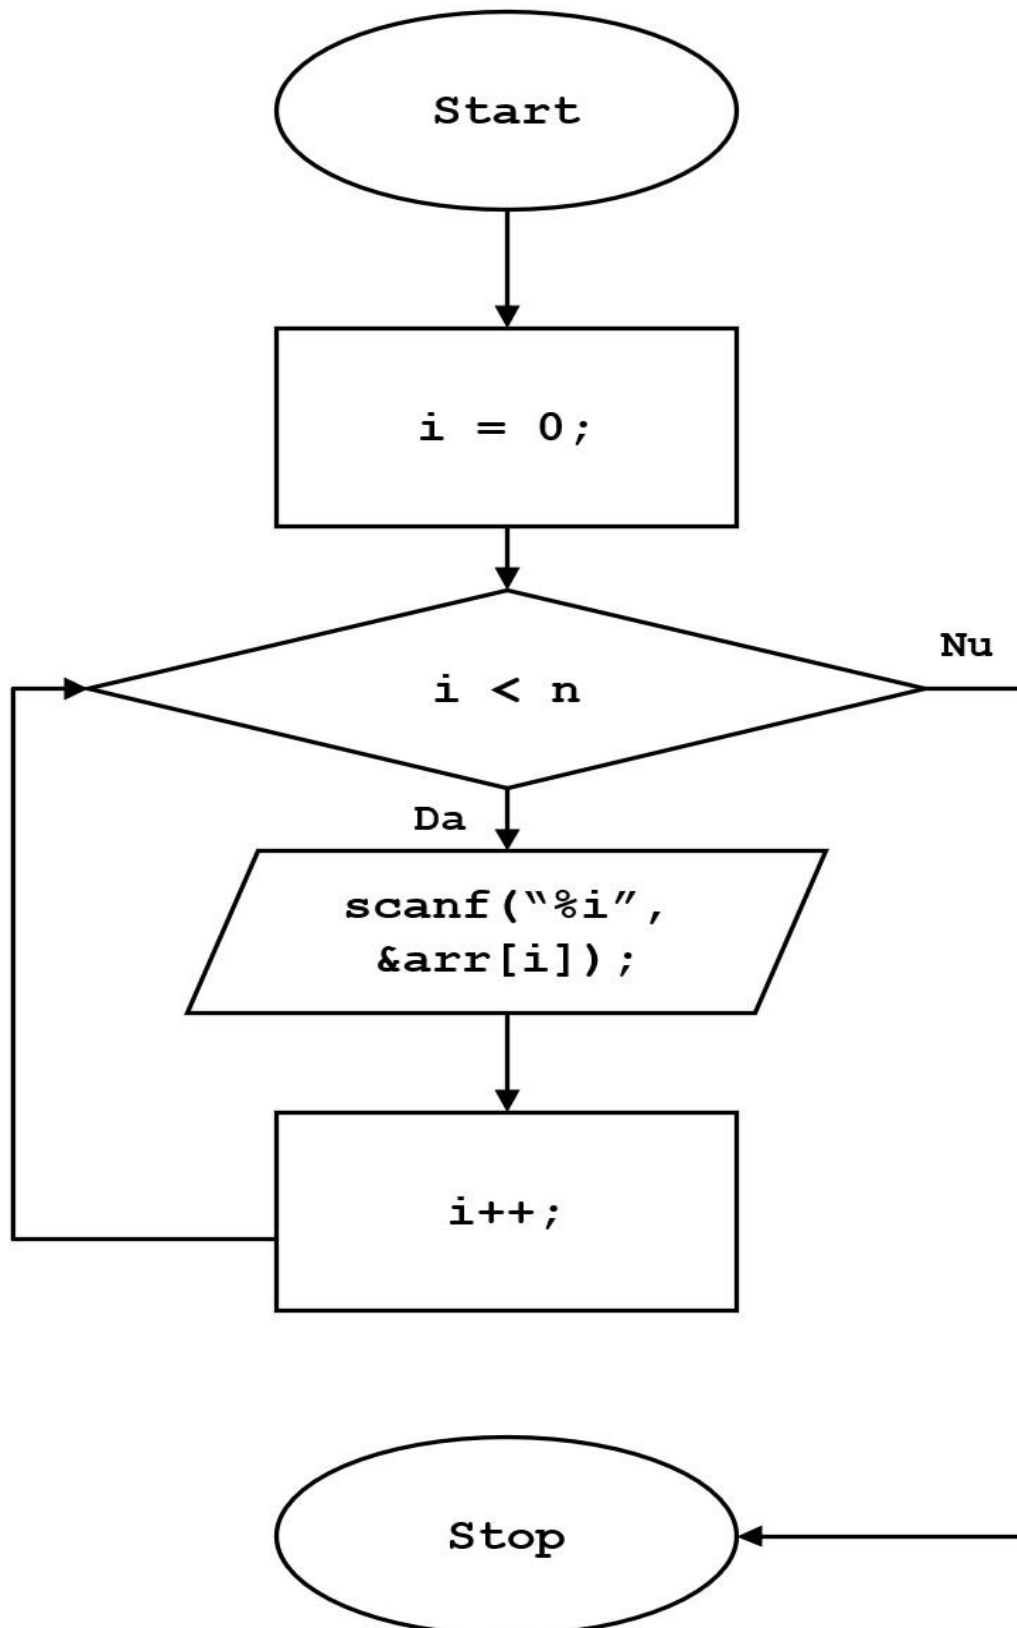 Start
i = 0;
i < n
Nu
Da
scanf(“%i”,
&arr[i]);
i++;
Stop